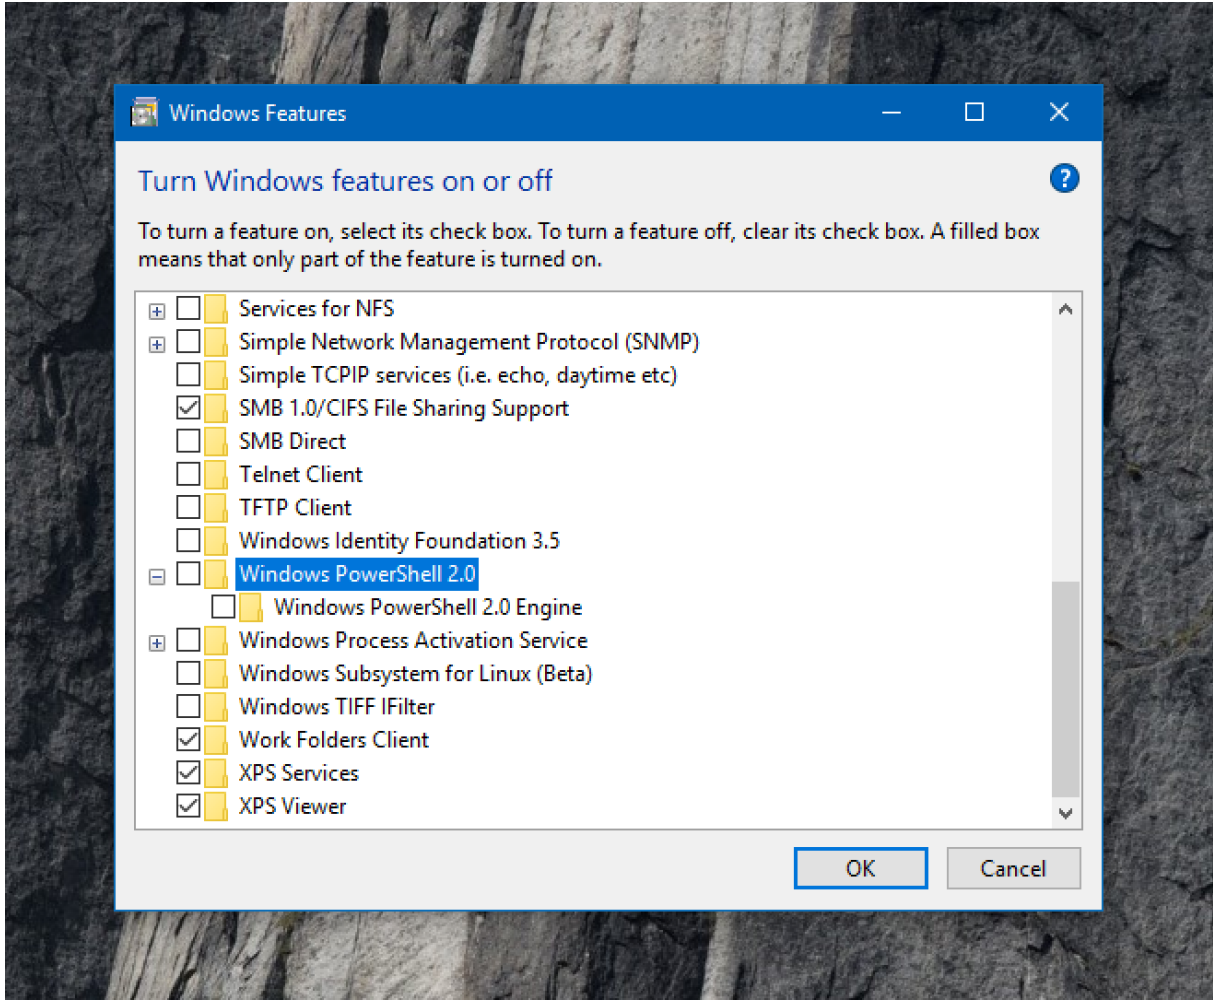 Windows Features
Turn Windows features on or off
?
To turn a feature on, select its check box. To turn a feature off, clear its check box. A filled box
means that only part of the feature is turned on.
Services for NFS
Simple Network Management Protocol (SNMP)
Simple TCPIP services (i.e. echo, daytime etc)
SMB 1.0/CIFS File Sharing Support
SMB Direct
Telnet Client
TFTP Client
Windows Identity Foundation 3.5
Windows PowerShell 2.0
Windows PowerShell 2.0 Engine
Windows Process Activation Service
Windows Subsystem for Linux (Beta)
Windows TIFF IFilter
Work Folders Client
XPS Services
XPS Viewer
OK Cancel